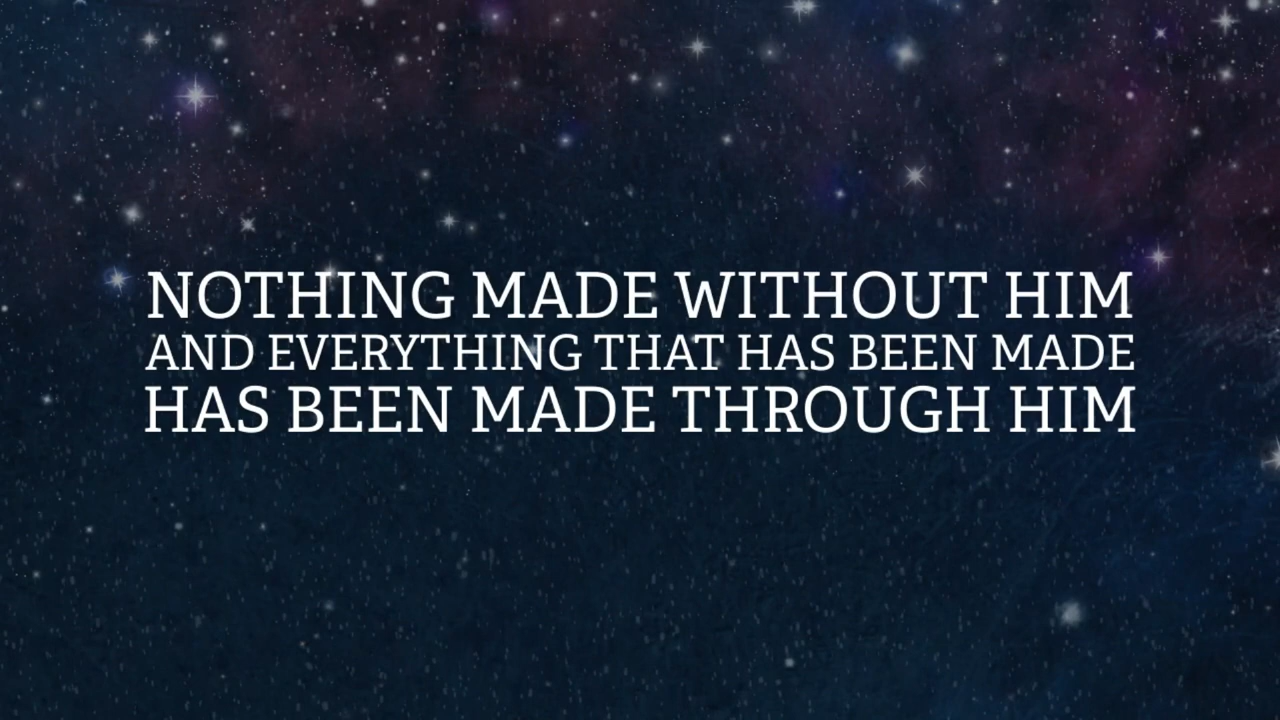 NOTHING MADE WITHOUT HIM
AND EVERYTHING THAT HAS BEEN MADE
HAS BEEN MADE THROUGH HIM